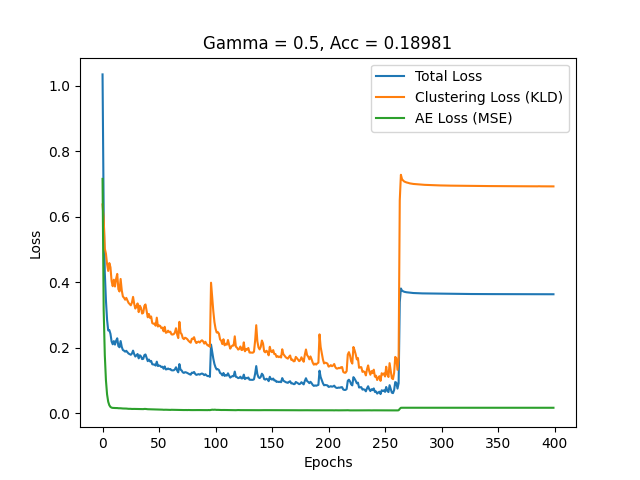 Gamma = 0.5, Acc = 0.18981
Total Loss
Clustering Loss (KLD)
AE Loss (MSE)
1.0
0.8
0.6
0.4
0.2
0.0
Loss
0 50 100 150 200 250 300 350 400
Epochs